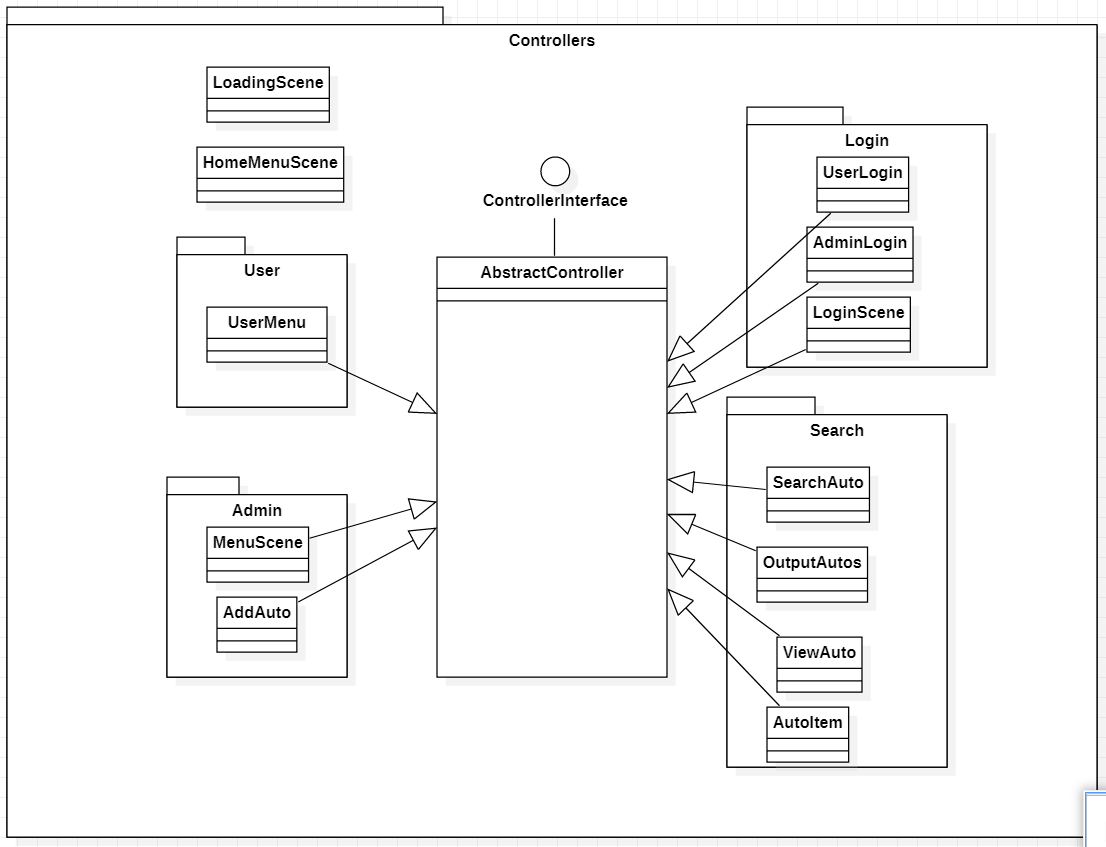 Controllers
LoadingScene
HomeMenuScene
ControllerInterface
AbstractController
User
UserMenu
Admin
MenuScene
AddAuto
Login
UserLogin
AdminLogin
LoginScene
Search
SearchAuto
OutputAutos
ViewAuto
AutoItem